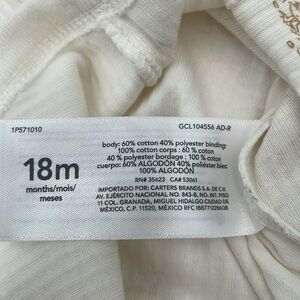 1P571010
GCL104556 AD-R
body: 60% cotton 40% polyester binding:
100% cotton corps : 60 % coton
40 % polyester bordage : 100 % coton
cuerpo: 60% ALGODÓN 40% poliéster bies:
100% ALGODÓN
RN# 35623 CA# 53061
18m
months/mois/
meses
IMPORTADO POR: CARTERS BRANDS S.A. DE C.V.
AV. EJÉRCITO NACIONAL NO. 843-B, NO. INT. PISO
11-COL. GRANADA, MIGUEL HIDALGO CIUDAD DE
MÉXICO, C.P. 11520, MÉXICO RFC